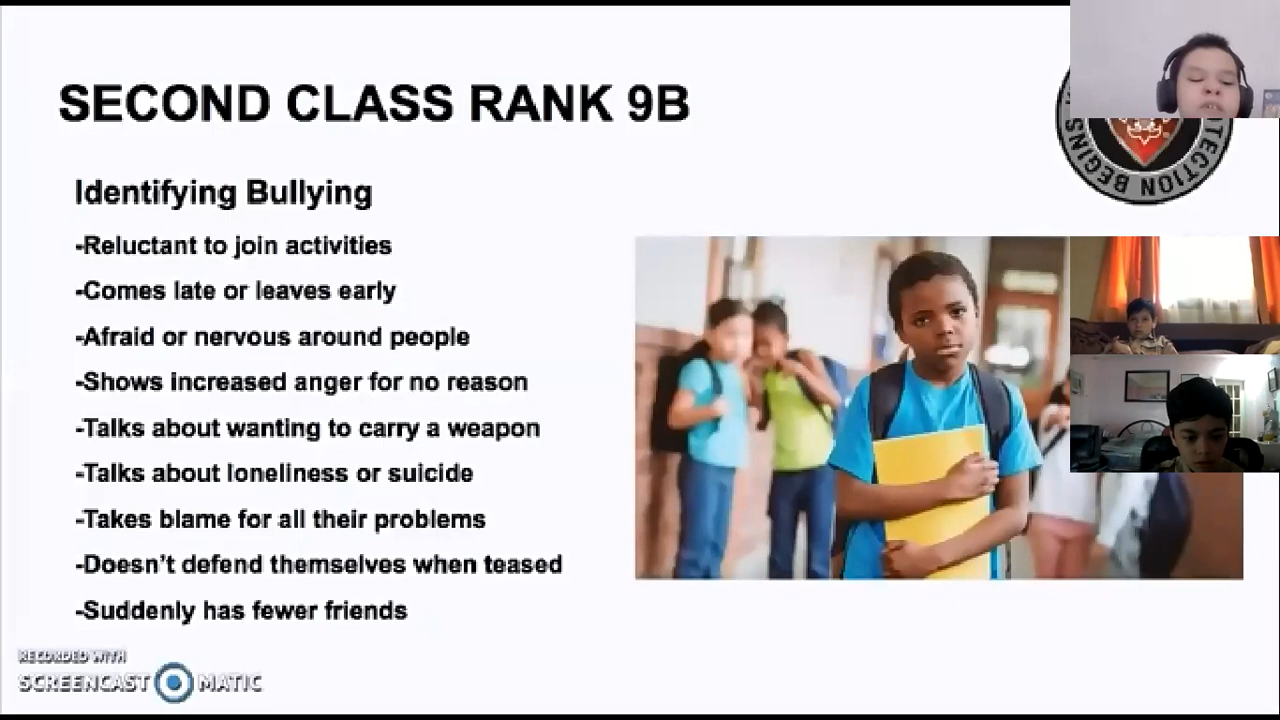 SECOND CLASS RANK 9B
Identifying Bullying
-Reluctant to join activities
-Comes late or leaves early
-Afraid or nervous around people
-Shows increased anger for no reason
-Talks about wanting to carry a weapon
-Talks about loneliness or suicide
-Takes blame for all their problems
-Doesn't defend themselves when teased
-Suddenly has fewer friends
BEGINS
RECORDED WITH
SCREENCAST MATIC